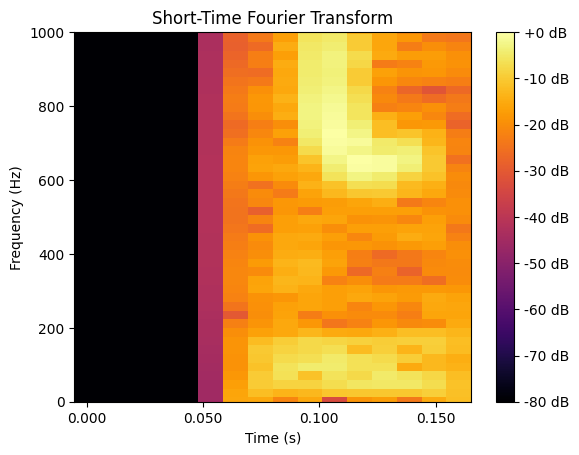 Short-Time Fourier Transform
1000
800
600
400
200
0
Frequency (Hz)
0.000
0.050
0.100
0.150
Time (s)
+0 dB
-10 dB
-20 dB
-30 dB
-40 dB
-50 dB
-60 dB
-70 dB
-80 dB